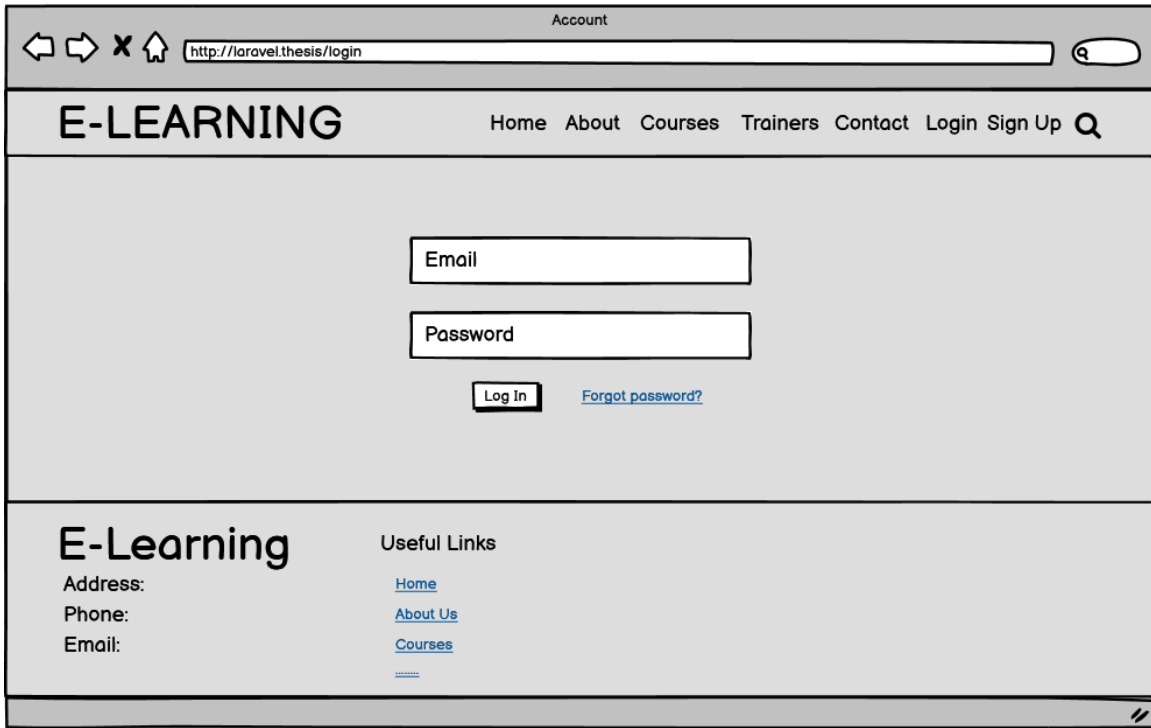 Account
http://laravel.thesis/login
E-LEARNING Home About Courses Trainers Contact Login Sign Up
Email
Password
Log In Forgot password?
E-Learning
Address:
Phone:
Email:
Useful Links
Home
About Us
Courses
........